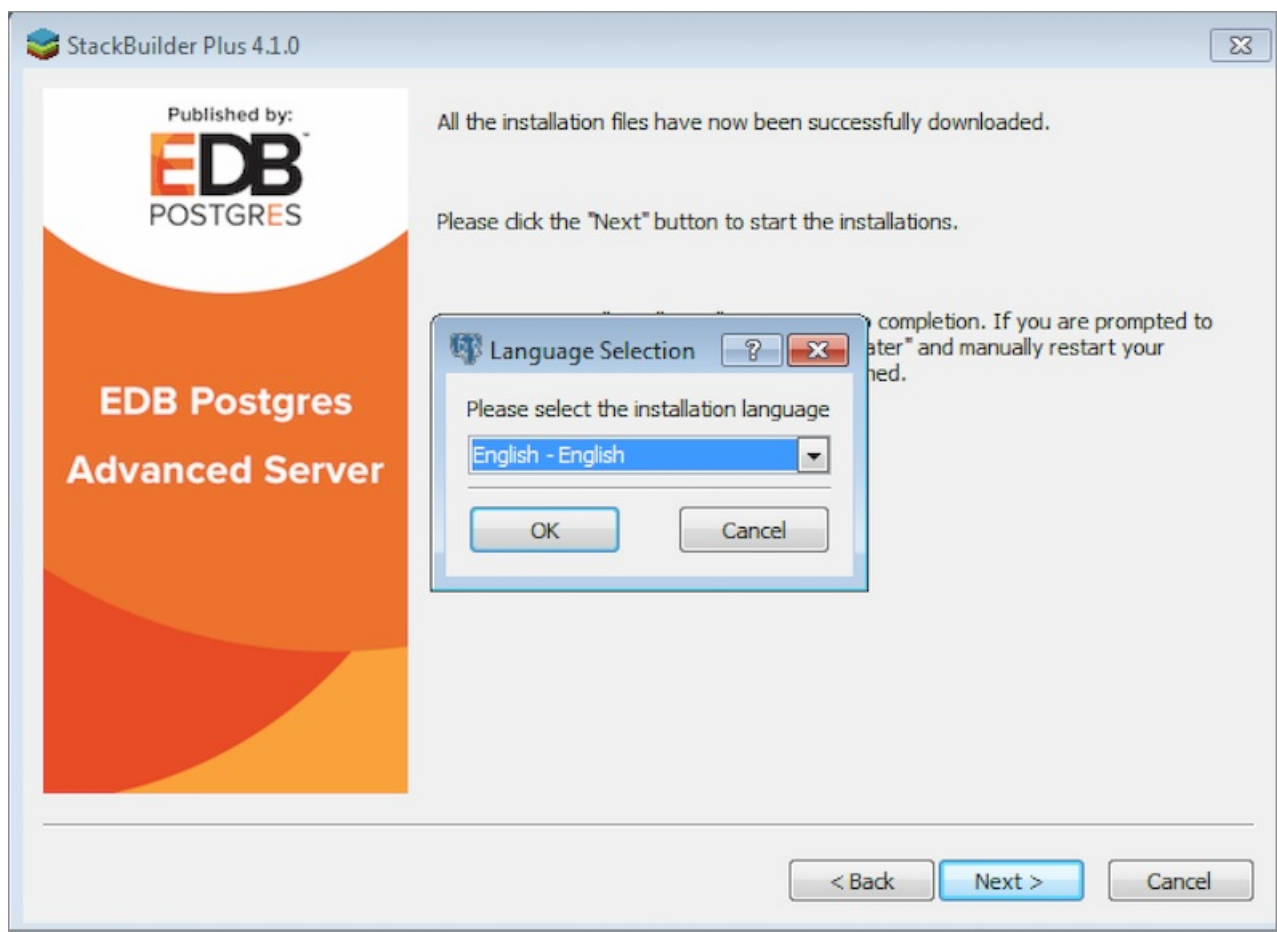 StackBuilder Plus 4.1.0
Published by:
EDB™
POSTGRES
EDB Postgres
Advanced Server
All the installation files have now been successfully downloaded.
Please click the "Next" button to start the installations.
completion. If you are prompted to
ater" and manually restart your
ned.
Language Selection
?
Please select the installation language
English - English
OK
Cancel
< Back
Next >
Cancel